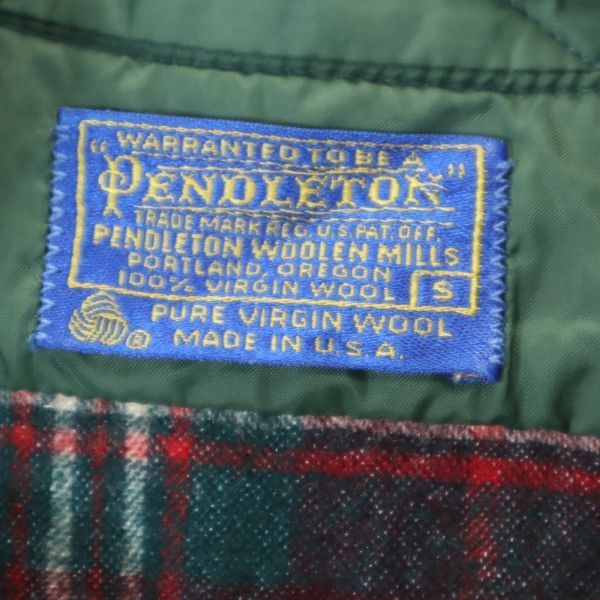 WARRANTED TO BE A
"PENDLETON"
TRADE MARK REG. U.S. PAT. OFF.
PENDLETON WOOLEN MILLS
PORTLAND, OREGON
100% VIRGIN WOOL S
PURE VIRGIN WOOL
® MADE IN U.S.A.